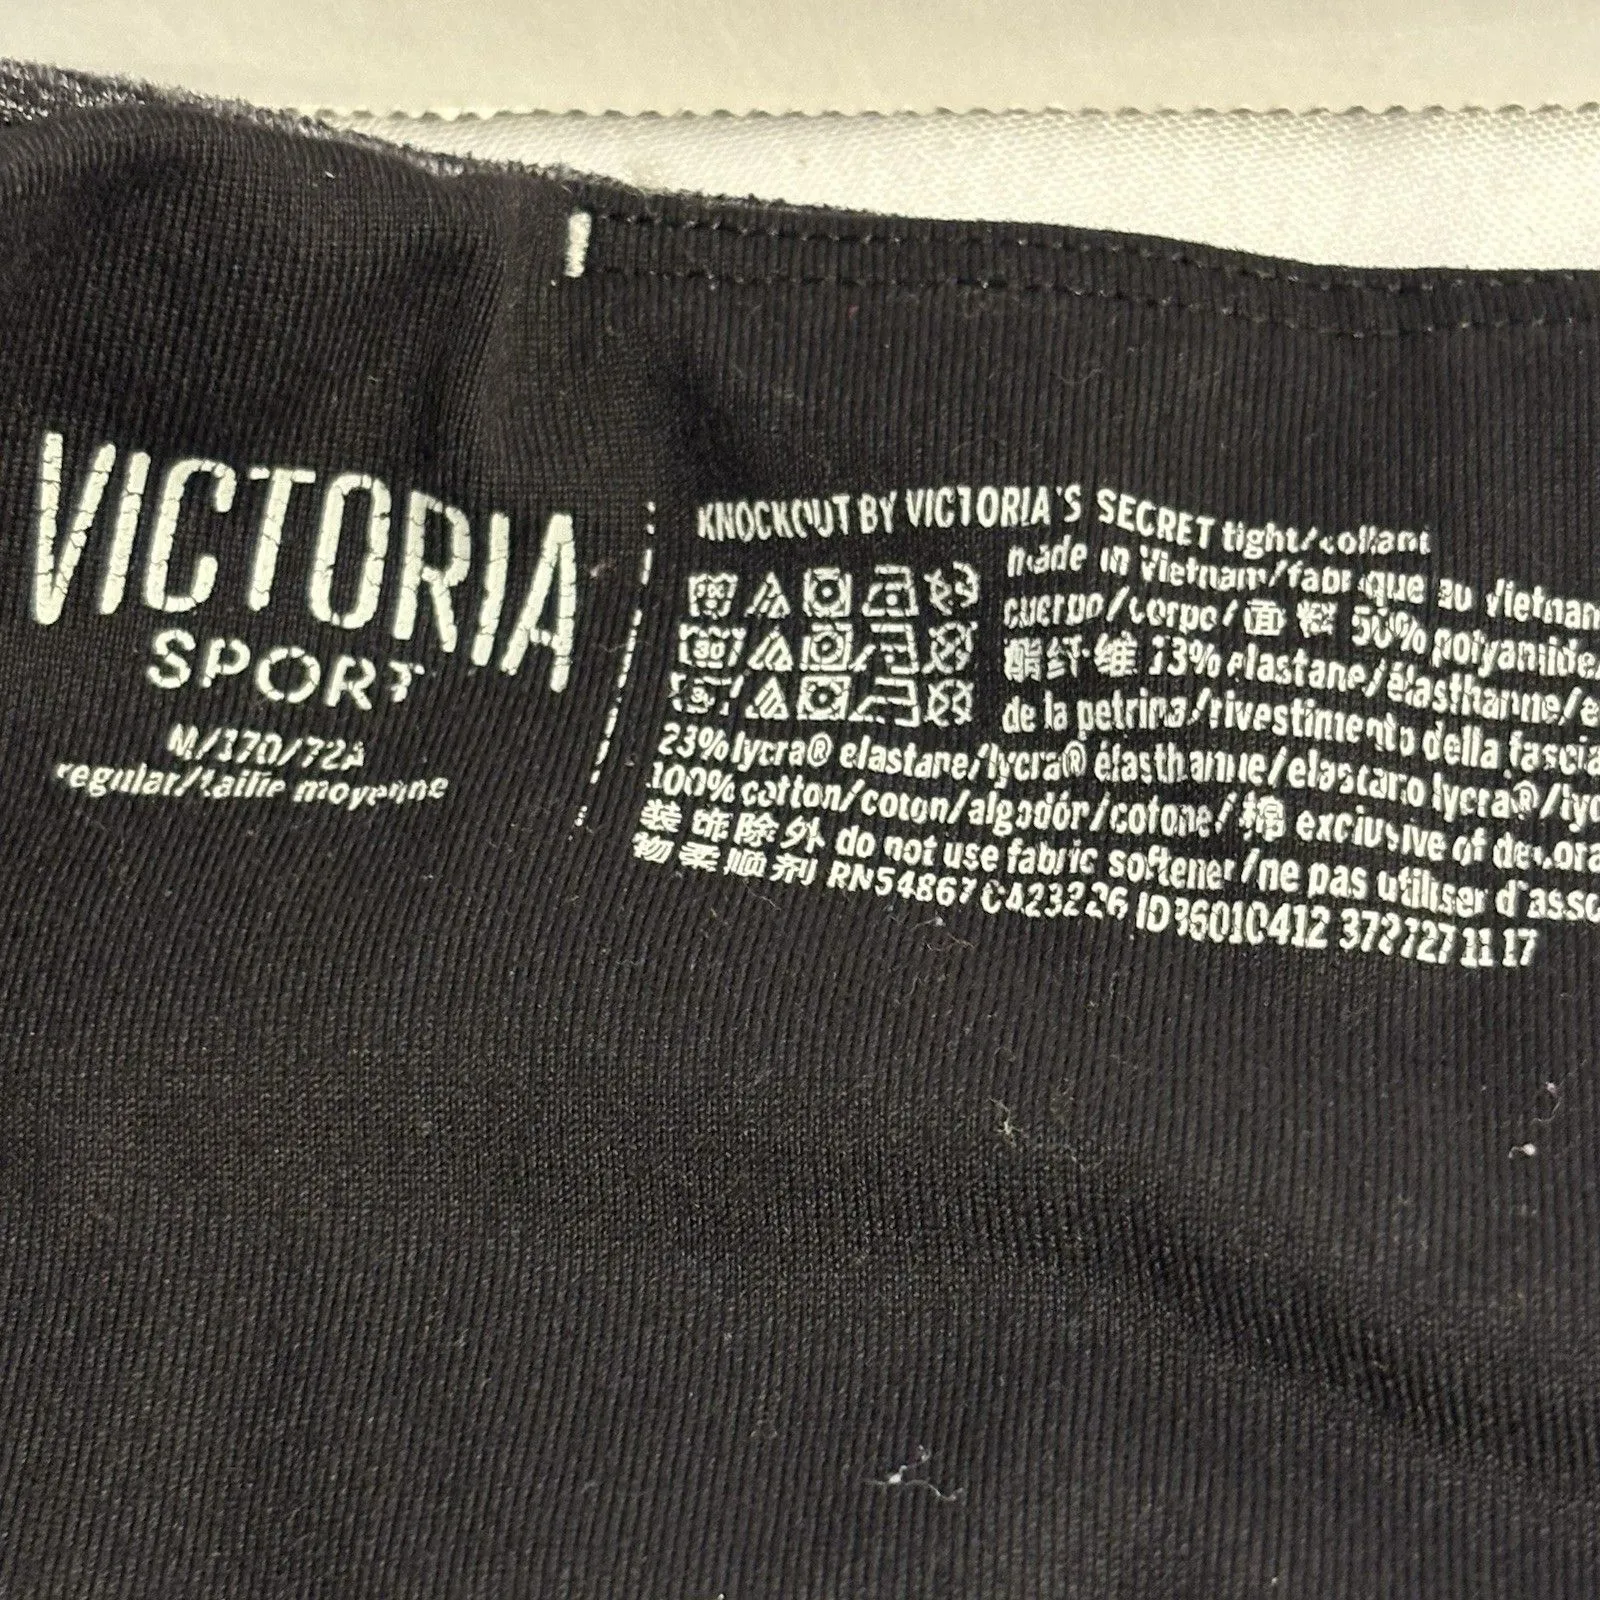 VICTORIA
SPORT
M/170/72A
regular/taille moyenne
KNOCKOUT BY VICTORIA'S SECRET tight/collant
made in Vietnam/fabriqué au Vietnam
cuerpo/corpo/面料 polyamide/
酯纤维 elastane/élasthanne/e
de la petrina/rivestimento della fascia
23% lycra® elastane/lycra® élasthanne/elastano lycra®/lyc
100% cotton/coton/algodón/cotone/棉 exclusive of decora
装饰除外 do not use fabric softener/ne pas utiliser d'asso
物柔顺剂 RN54867 CA23226 ID36010412 372727 11 17